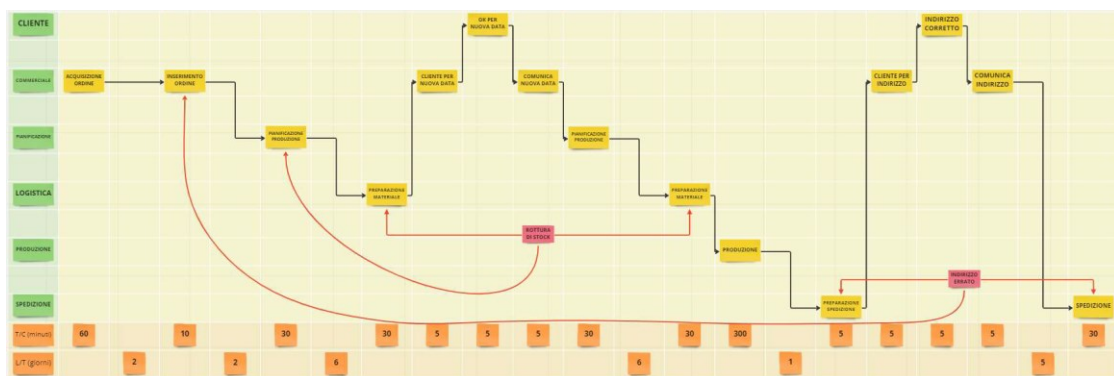 CLIENTE
OK PER
NUOVA DATA
INDIRIZZO
CORRETTO
COMMERCIALE
ACQUISIZIONE
ORDINE
INSERIMENTO
ORDINE
CLIENTE PER
NUOVA DATA
COMUNICA
NUOVA DATA
CLIENTE PER
INDIRIZZO
COMUNICA
INDIRIZZO
PIANIFICAZIONE
PIANIFICAZIONE
PRODUZIONE
PIANIFICAZIONE
PRODUZIONE
LOGISTICA
PREPARAZIONE
MATERIALE
PREPARAZIONE
MATERIALE
ROTTURA
DI STOCK
PRODUZIONE
PRODUZIONE
INDIRIZZO
ERRATO
SPEDIZIONE
PREPARAZIONE
SPEDIZIONE
SPEDIZIONE
T/C (minuti) 60 10 30 30 5 5 5 30 30 300 5 5 5 5 30
L/T (giorni) 2 2 6 6 1 5